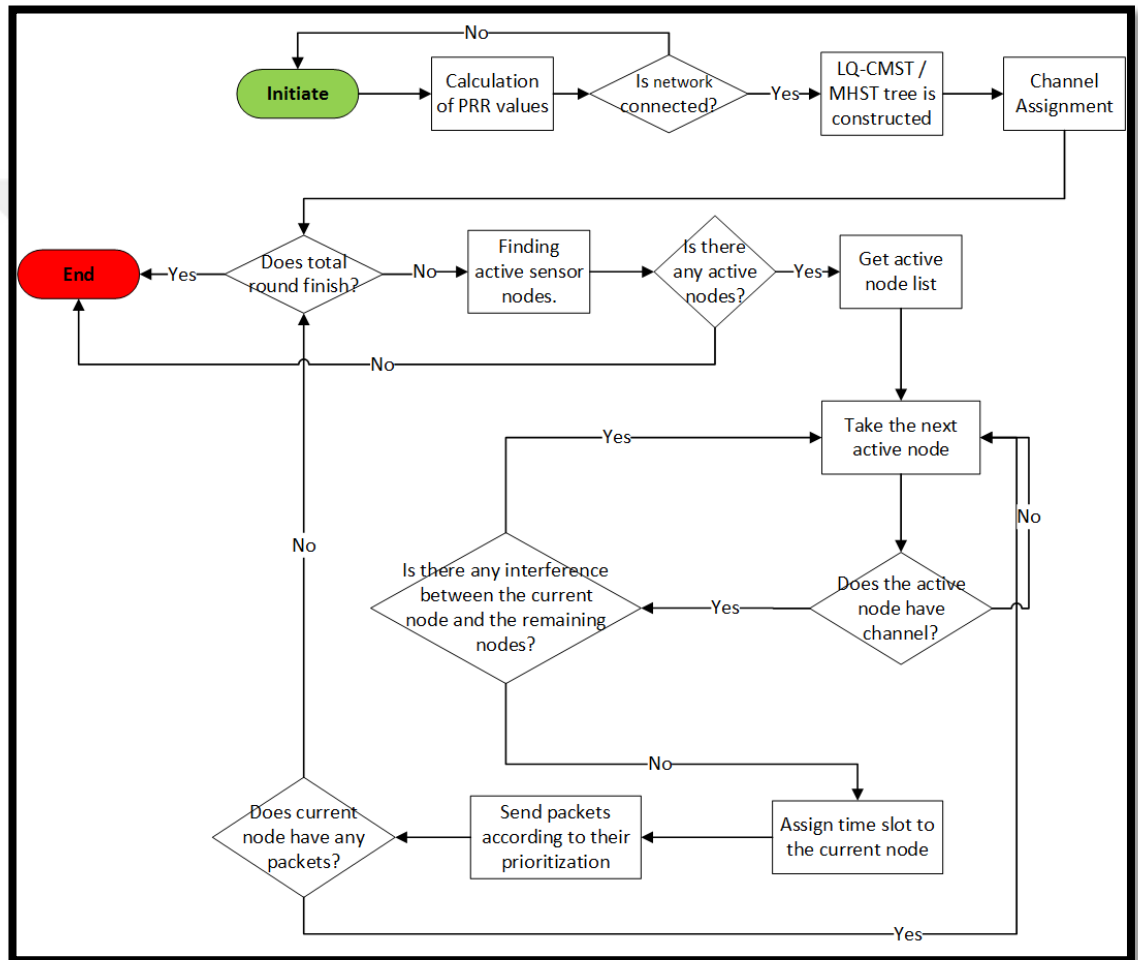 No
Initiate
Calculation
of PRR values
Is network
connected?
Yes
LQ-CMST /
MHST tree is
constructed
Channel
Assignment
End
Yes
Does total
round finish?
No
Finding
active sensor
nodes.
Is there
any active
nodes?
Yes
Get active
node list
No
Take the next
active node
Yes
No
No
Is there any interference
between the current
node and the remaining
nodes?
Yes
Does the active
node have
channel?
No
Does current
node have any
packets?
Send packets
according to their
prioritization
Assign time slot to
the current node
Yes